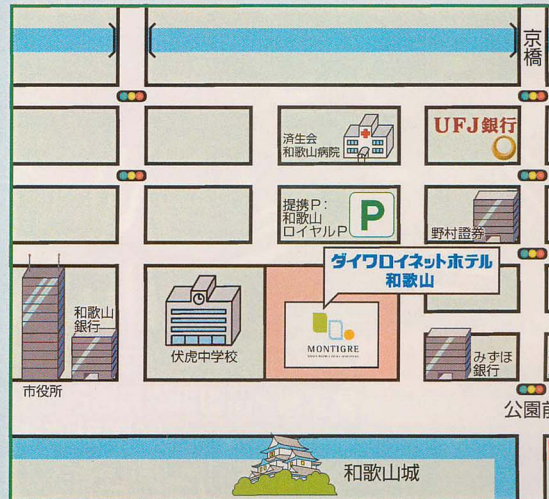 京橋
済生会
和歌山病院
UFJ銀行
提携P：
和歌山
ロイヤルP
P
野村證券
ダイワロイネットホテル
和歌山
和歌山
銀行
市役所
伏虎中学校
MONTIGRE
みずほ
銀行
公園前
和歌山城